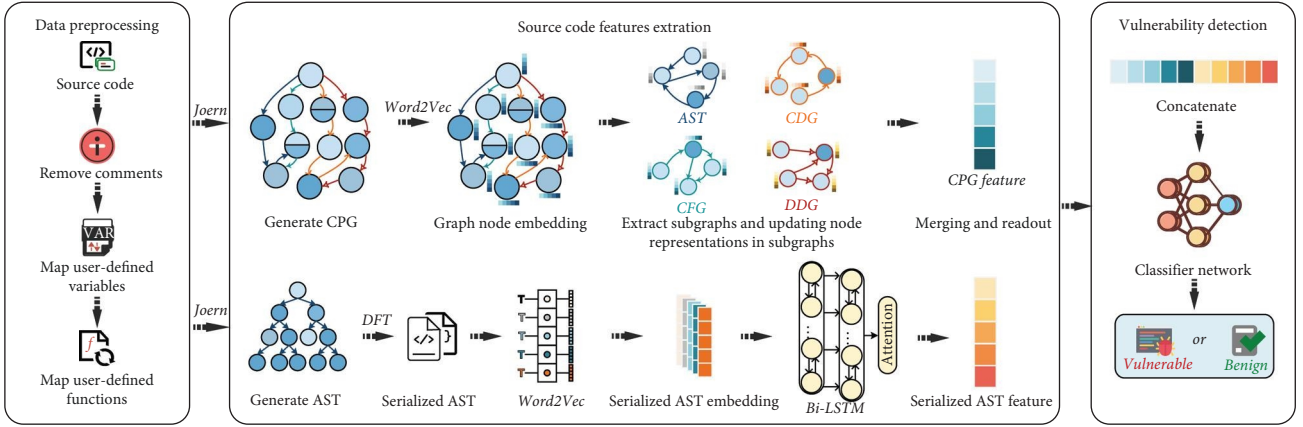 Data preprocessing
Source code
Remove comments
VAR
Map user-defined
variables
f
Map user-defined
functions
Source code features extration
Joern
Generate CPG
Word2Vec
Graph node embedding
AST
CDG
CFG
DDG
Extract subgraphs and updating node
representations in subgraphs
CPG feature
Merging and readout
Joern
Generate AST
DFT
</>
}
Serialized AST
T
T
T
T
T
Word2Vec
Serialized AST embedding
Bi-LSTM
Attention
Serialized AST feature
Vulnerability detection
Concatenate
Classifier network
Vulnerable
or
Benign